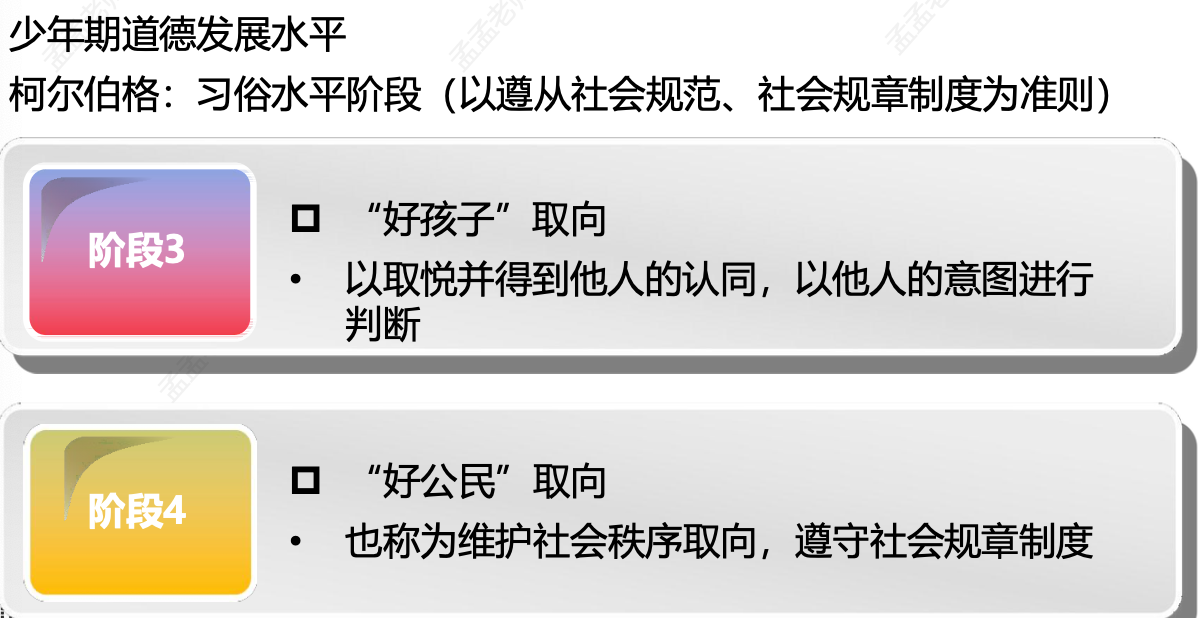 少年期道德发展水平
柯尔伯格：习俗水平阶段（以遵从社会规范、社会规章制度为准则）
阶段3
“好孩子”取向
• 以取悦并得到他人的认同，以他人的意图进行
判断
阶段4
“好公民”取向
• 也称为维护社会秩序取向，遵守社会规章制度